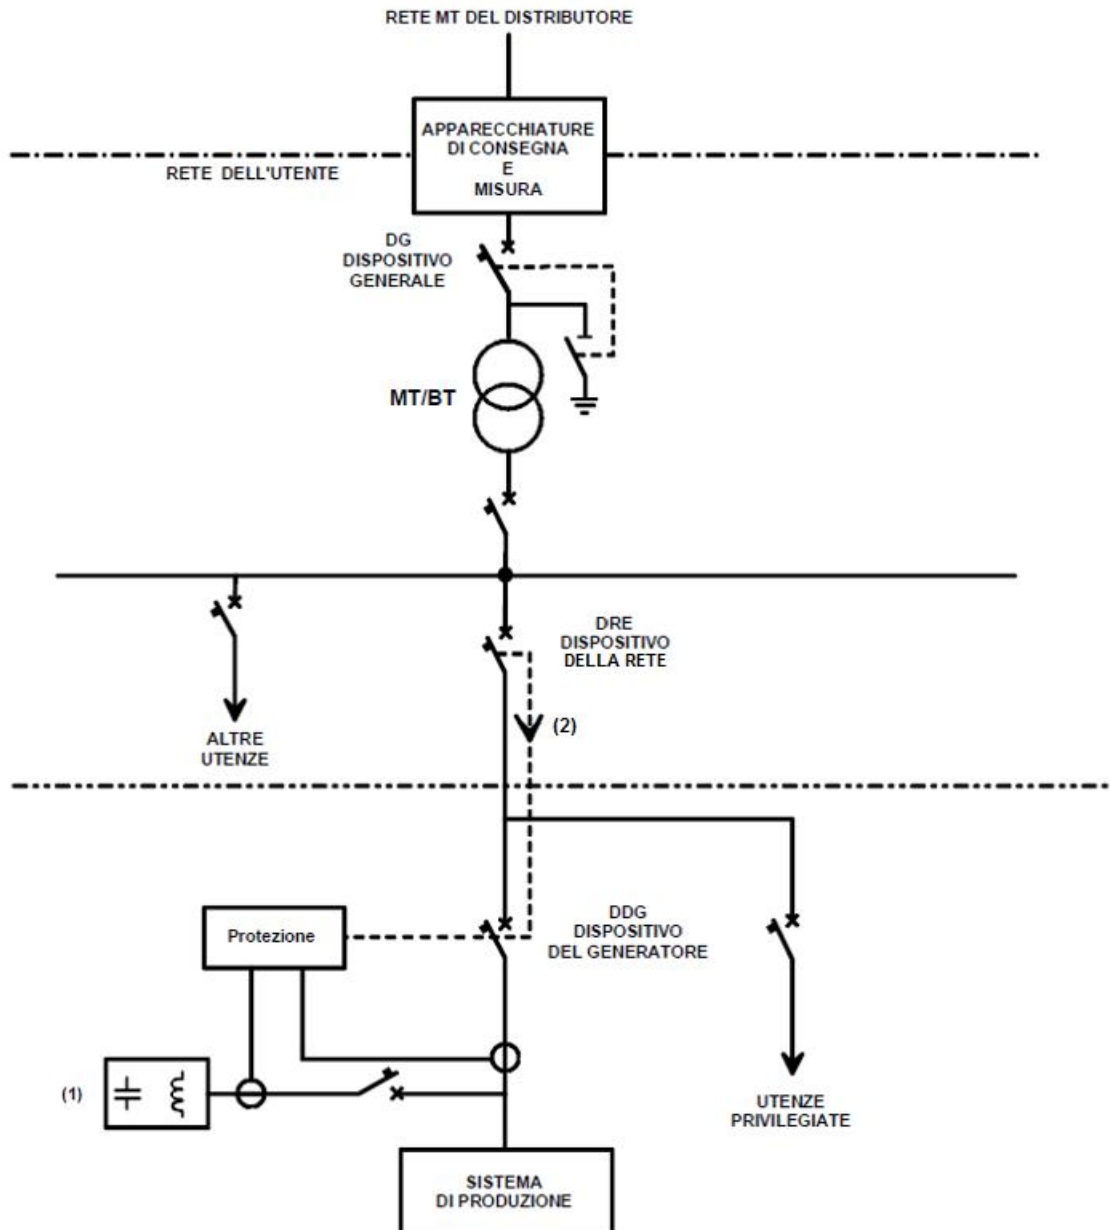 RETE MT DEL DISTRIBUTORE
APPARECCHIATURE
DI CONSEGNA
E
MISURA
RETE DELL'UTENTE
DG
DISPOSITIVO
GENERALE
MT/BT
DRE
DISPOSITIVO
DELLA RETE
(2)
ALTRE
UTENZE
DDG
DISPOSITIVO
DEL GENERATORE
Protezione
(1)
UTENZE
PRIVILEGIATE
SISTEMA
DI PRODUZIONE